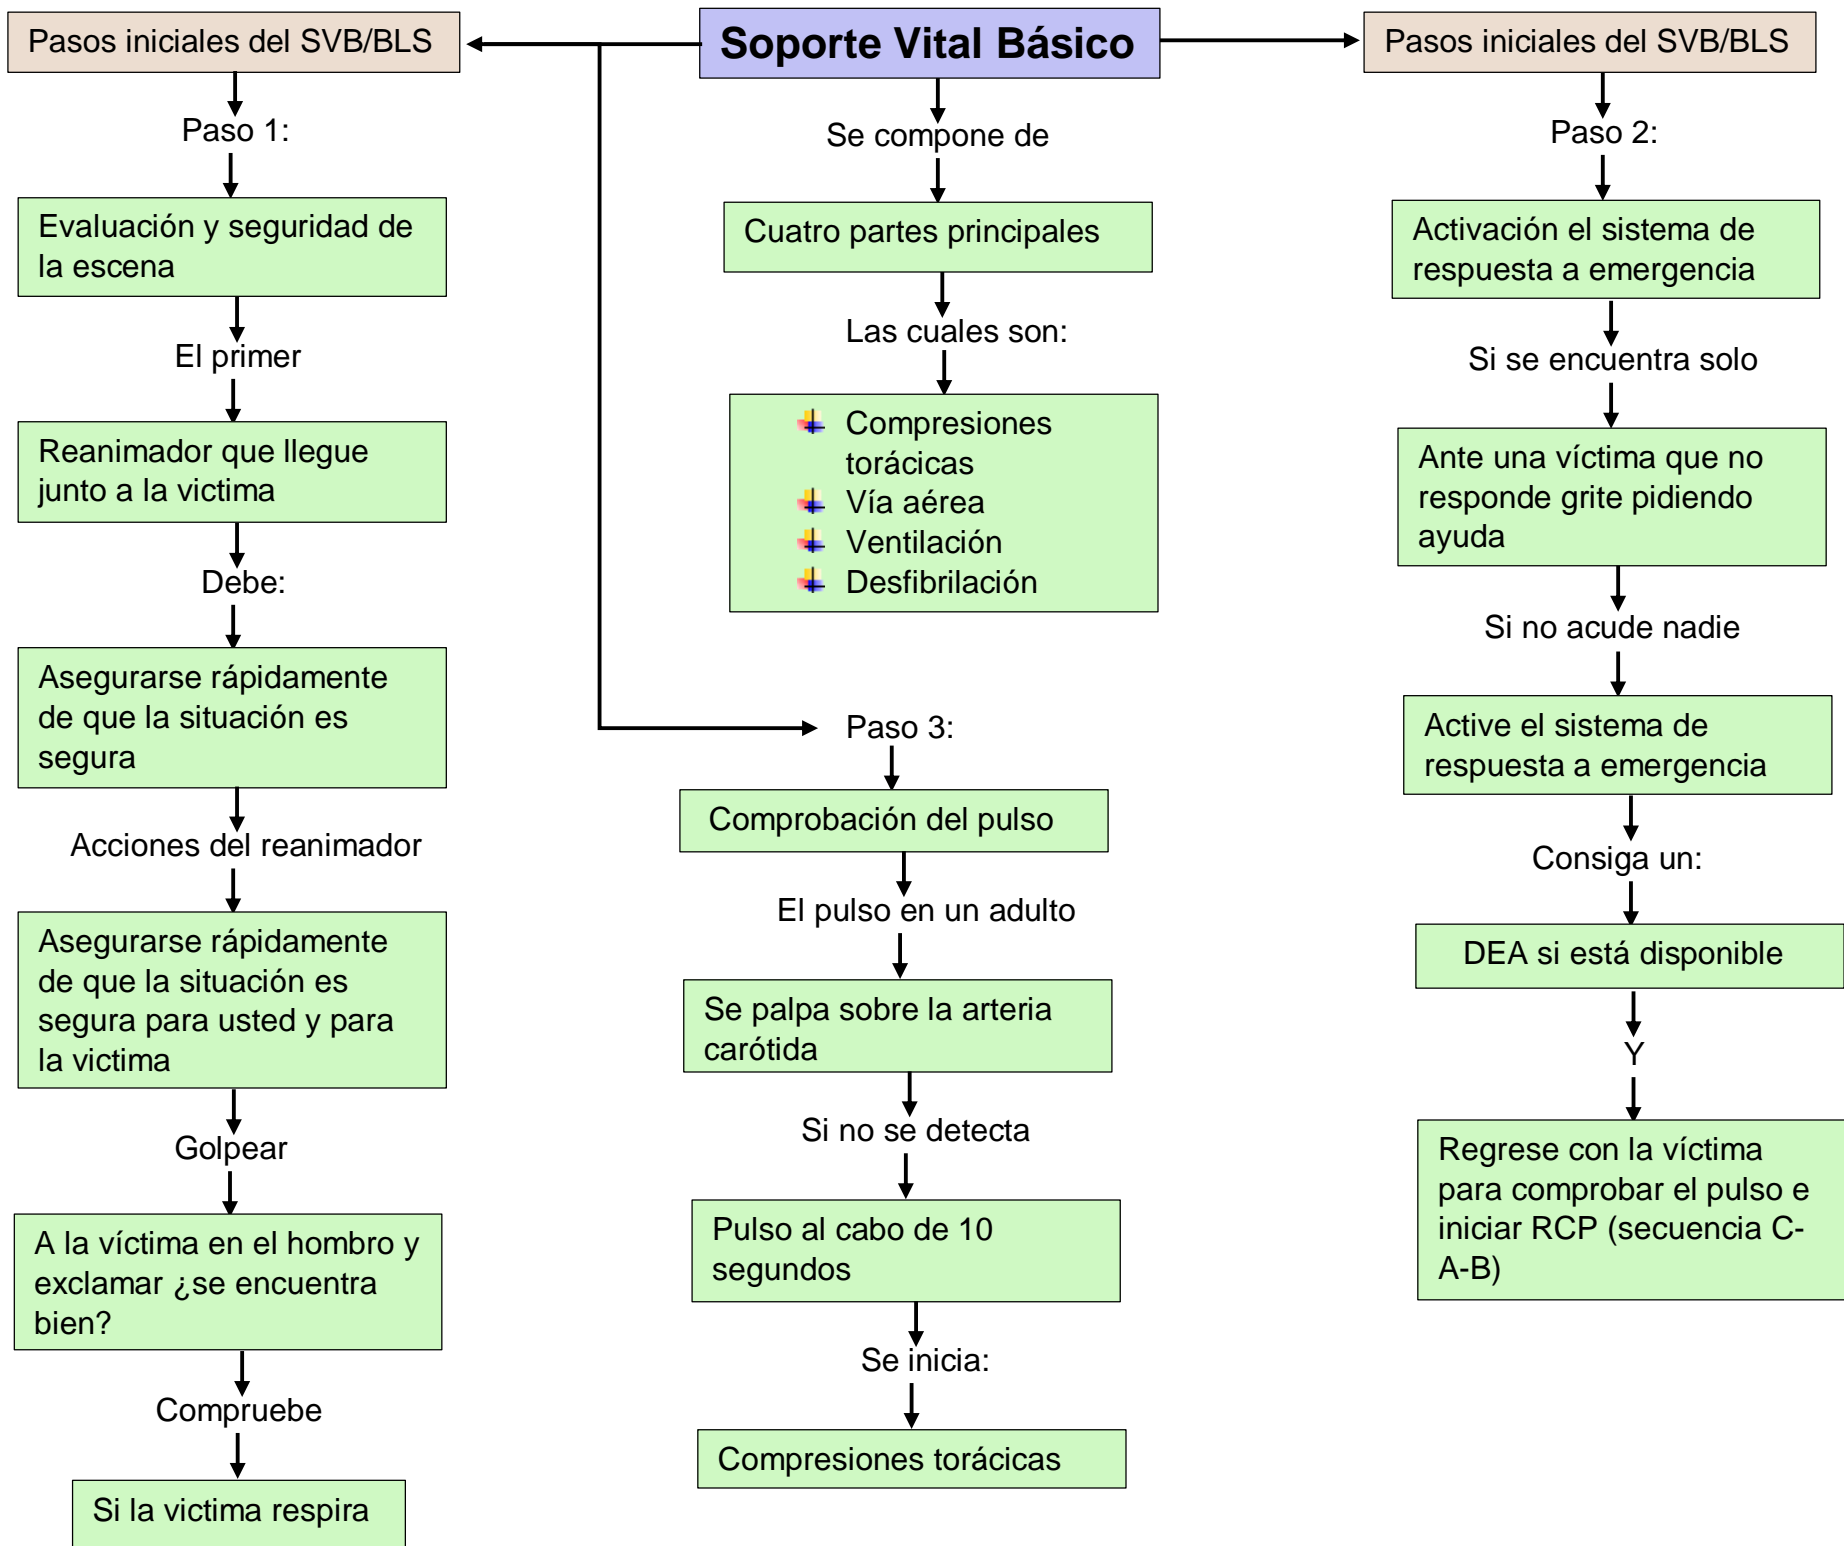 Soporte Vital Básico
Pasos iniciales del SVB/BLS
Paso 1:
Evaluación y seguridad de
la escena
El primer
Reanimador que llegue
junto a la victima
Debe:
Asegurarse rápidamente
de que la situación es
segura
Acciones del reanimador
Asegurarse rápidamente
de que la situación es
segura para usted y para
la victima
Golpear
A la víctima en el hombro y
exclamar ¿se encuentra
bien?
Compruebe
Si la victima respira
Se compone de
Cuatro partes principales
Las cuales son:
Compresiones
torácicas
Vía aérea
Ventilación
Desfibrilación
Paso 3:
Comprobación del pulso
El pulso en un adulto
Se palpa sobre la arteria
carótida
Si no se detecta
Pulso al cabo de 10
segundos
Se inicia:
Compresiones torácicas
Pasos iniciales del SVB/BLS
Paso 2:
Activación el sistema de
respuesta a emergencia
Si se encuentra solo
Ante una víctima que no
responde grite pidiendo
ayuda
Si no acude nadie
Active el sistema de
respuesta a emergencia
Consiga un:
DEA si está disponible
Y
Regrese con la víctima
para comprobar el pulso e
iniciar RCP (secuencia C-
A-B)